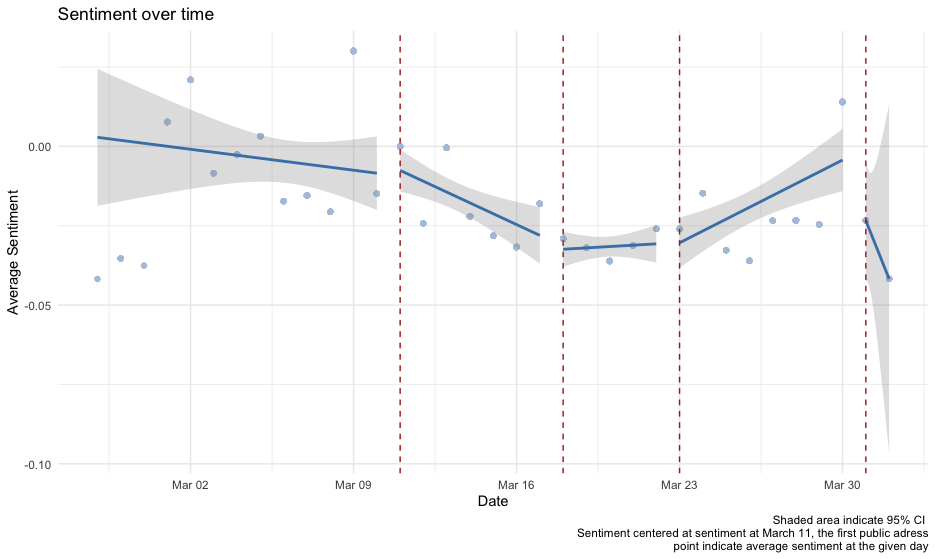 Sentiment over time
Average Sentiment
0.00
-0.05
-0.10
Mar 02
Mar 09
Mar 16
Mar 23
Mar 30
Date
Shaded area indicate 95% CI
Sentiment centered at sentiment at March 11, the first public adress
point indicate average sentiment at the given day